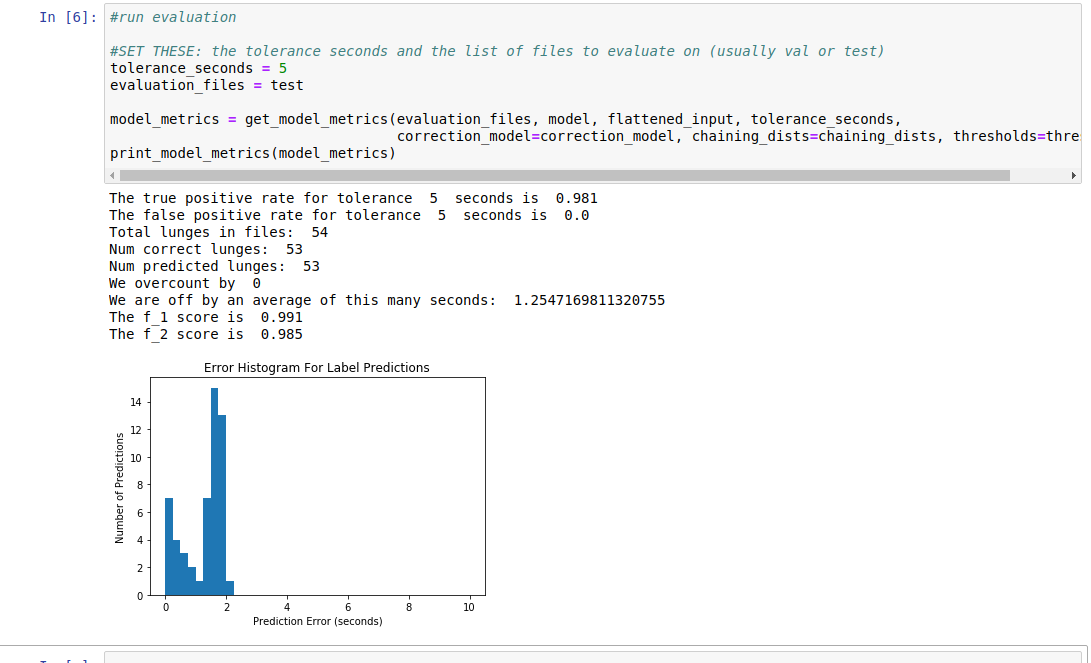 In [6]:
#run evaluation
#SET THESE: the tolerance seconds and the list of files to evaluate on (usually val or test)
tolerance_seconds = 5
evaluation_files = test
model_metrics = get_model_metrics(evaluation_files, model, flattened_input, tolerance_seconds,
correction_model=correction_model, chaining_dists=chaining_dists, thresholds=thre
print_model_metrics(model_metrics)
The true positive rate for tolerance  5  seconds is  0.981
The false positive rate for tolerance  5  seconds is  0.0
Total lunges in files:  54
Num correct lunges:  53
Num predicted lunges:  53
We overcount by  0
We are off by an average of this many seconds:  1.2547169811320755
The f_1 score is  0.991
The f_2 score is  0.985
Error Histogram For Label Predictions
Number of Predictions
14
12
10
8
6
4
2
0
0 2 4 6 8 10
Prediction Error (seconds)